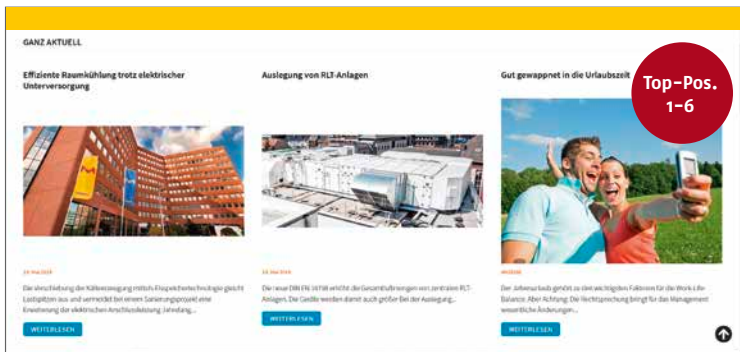 GANZ AKTUELL
Effiziente Raumkühlung trotz elektrischer
Unterversorgung
Auslegung von RLT-Anlagen
Gut gewappnet in die Urlaubszeit
Top-Pos.
1-6
Die Verschiebung der Kälteerzeugung mittels Eisspeichertechnologie gleicht
Lastspitzen aus und vermeidet bei einem Sanierungsprojekt eine
Erweiterung der elektrischen Anschlussleistung. Jahrelang...
Die neue DIN EN 16798 erhöht die Gesamtluftmengen von zentralen RLT-
Anlagen. Die Geräte werden damit auch größer. Bei der Auslegung...
Der Jahresurlaub gehört zu den wichtigsten Faktoren für die Work-Life-
Balance. Aber Achtung: Die Rechtsprechung bringt für das Management
wesentliche Änderungen...
WEITERLESEN
WEITERLESEN
WEITERLESEN